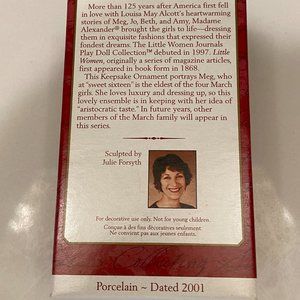 More than 125 years after America first fell
in love with Louisa May Alcott's heartwarming
stories of Meg, Jo, Beth, and Amy, Madame
Alexander® brought the girls to life—dressing
them in exquisite fashions that expressed their
fondest dreams. The Little Women Journals
Play Doll Collection™ debuted in 1997. Little
Women, originally a series of magazine articles,
first appeared in book form in 1868.
This Keepsake Ornament portrays Meg, who
at "sweet sixteen" is the eldest of the four March
girls. She loves luxury and dressing up, so this
lovely ensemble is in keeping with her idea of
"aristocratic taste." In future years, other
members of the March family will appear in
this series.
Sculpted by
Julie Forsyth
For decorative use only. Not for young children.
Conçue à des fins décoratives seulement.
Ne convient pas aux jeunes enfants.
Porcelain ~ Dated 2001